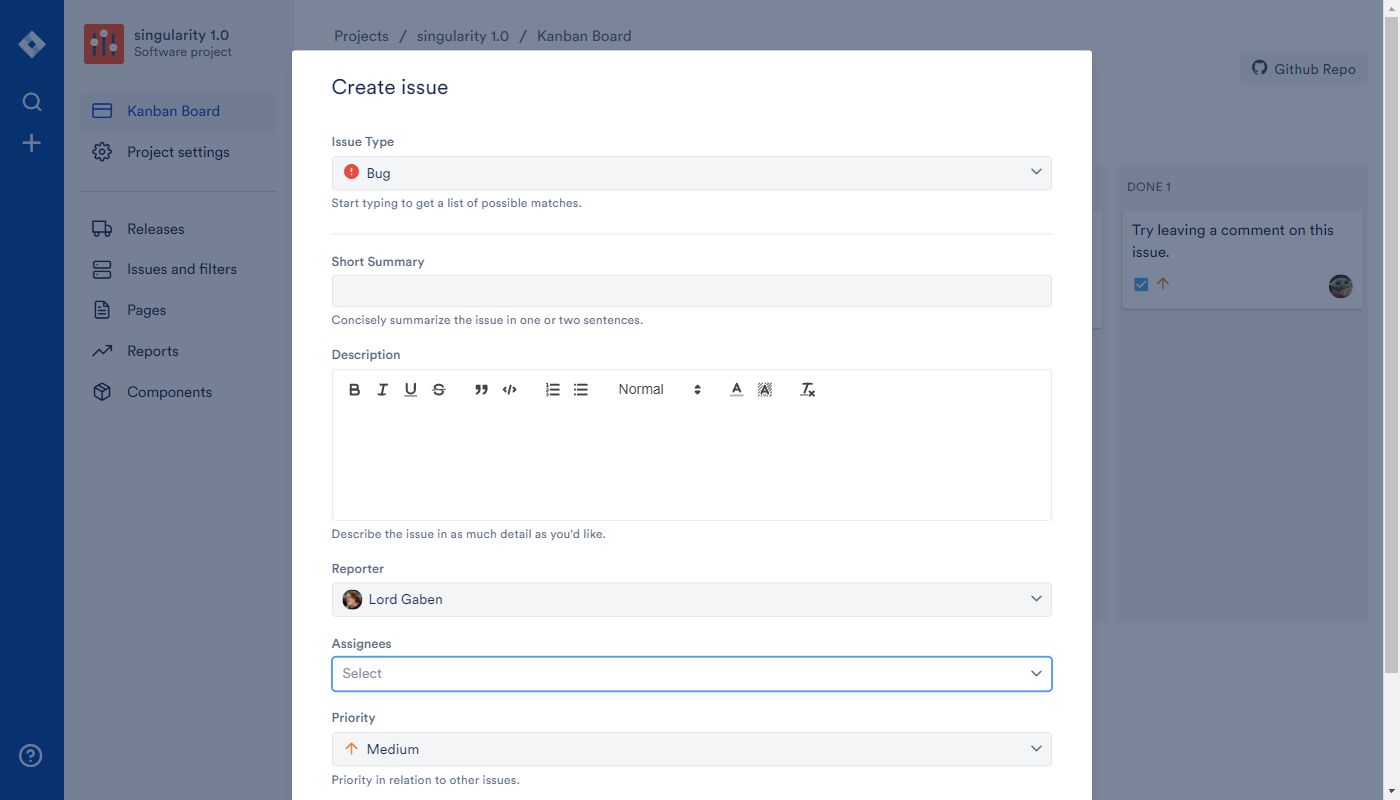 singularity 1.0
Software project
Kanban Board
Project settings
Releases
Issues and filters
Pages
Reports
Components
Projects / singularity 1.0 / Kanban Board
Github Repo
DONE 1
Try leaving a comment on this
issue.
Create issue
Issue Type
Bug
Start typing to get a list of possible matches.
Short Summary
Concisely summarize the issue in one or two sentences.
Description
Normal
Describe the issue in as much detail as you'd like.
Reporter
Lord Gaben
Assignees
Select
Priority
Medium
Priority in relation to other issues.